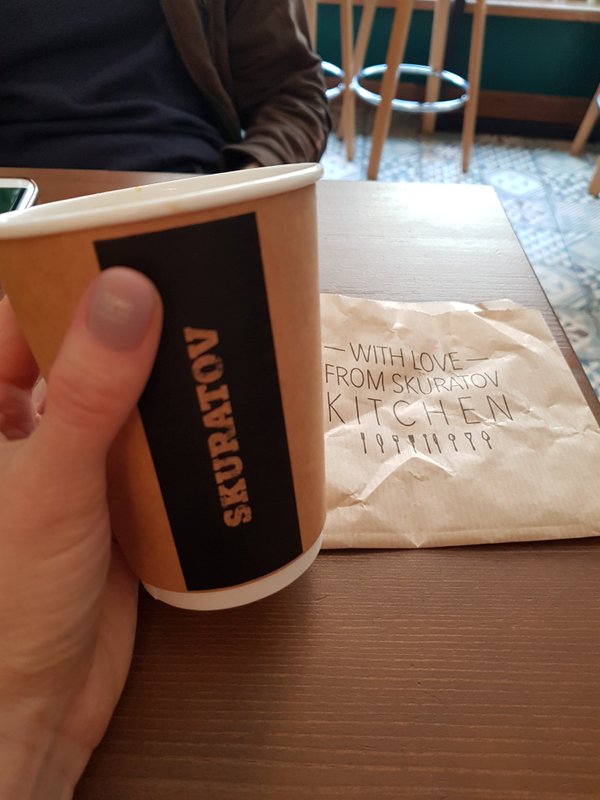 SKURATOV
— WITH LOVE —
FROM SKURATOV
KITCHEN